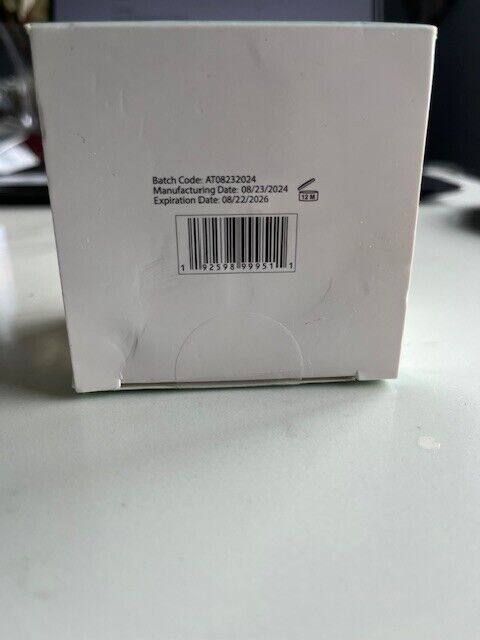 Batch Code: AT08232024
Manufacturing Date: 08/23/2024
Expiration Date: 08/22/2026
12 M
1 92598 99951 1